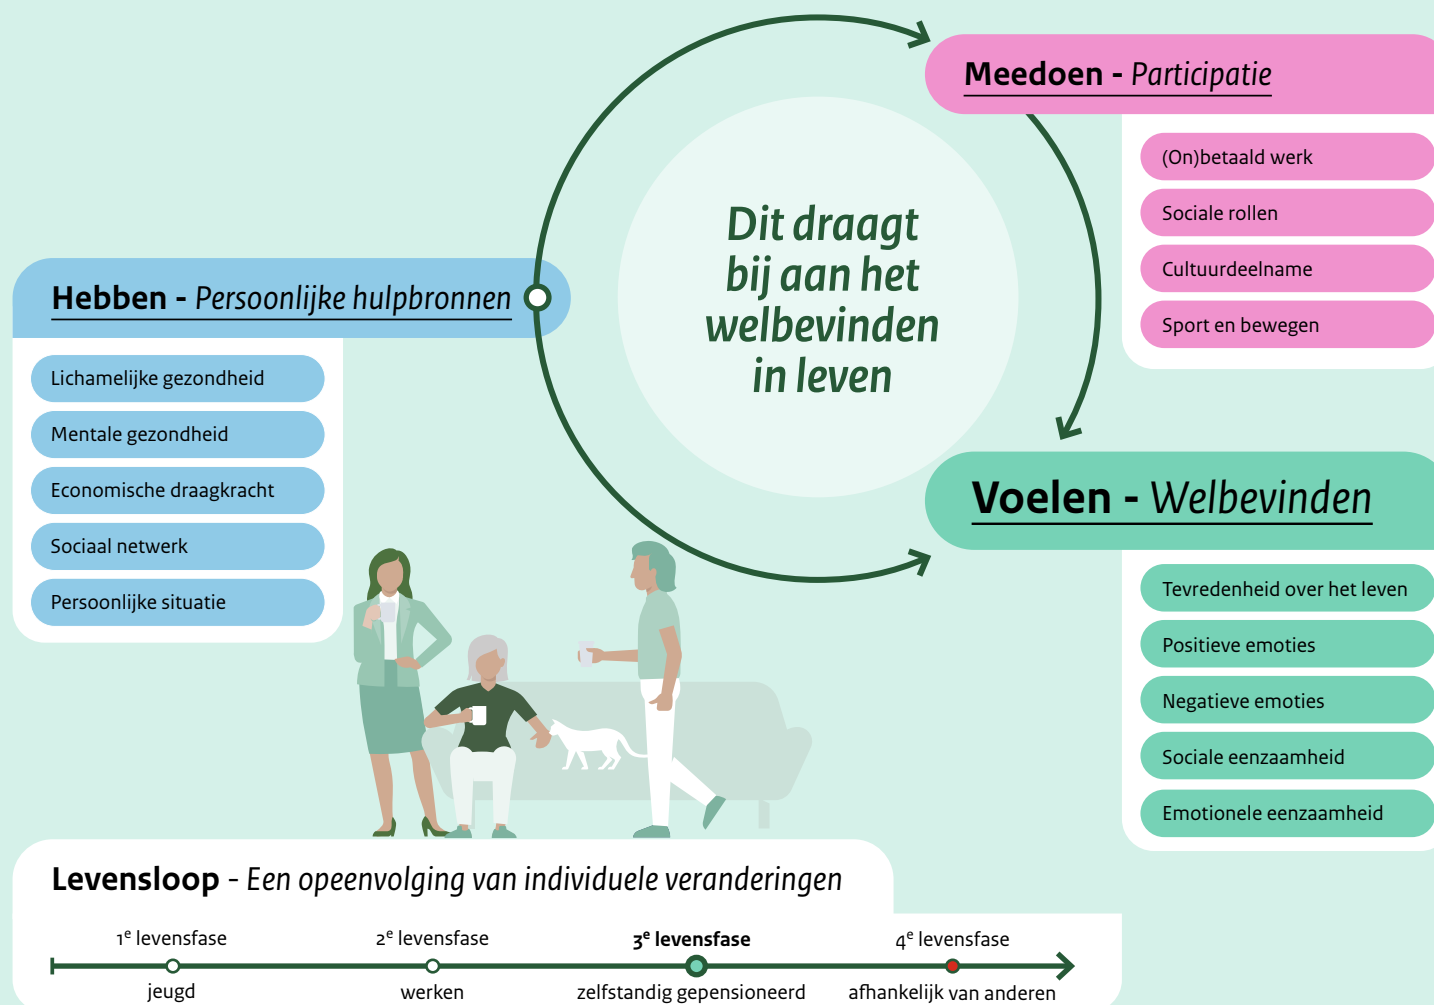 Meedoen - Participatie
(On)betaald werk
Sociale rollen
Cultuurdeelname
Sport en bewegen
Dit draagt
bij aan het
welbevinden
in leven
Hebben - Persoonlijke hulpbronnen
Lichamelijke gezondheid
Mentale gezondheid
Economische draagkracht
Sociaal netwerk
Persoonlijke situatie
Voelen - Welbevinden
Tevredenheid over het leven
Positieve emoties
Negatieve emoties
Sociale eenzaamheid
Emotionele eenzaamheid
Levensloop - Een opeenvolging van individuele veranderingen
1e levensfase
2e levensfase
3e levensfase
4e levensfase
jeugd
werken
zelfstandig gepensioneerd
afhankelijk van anderen